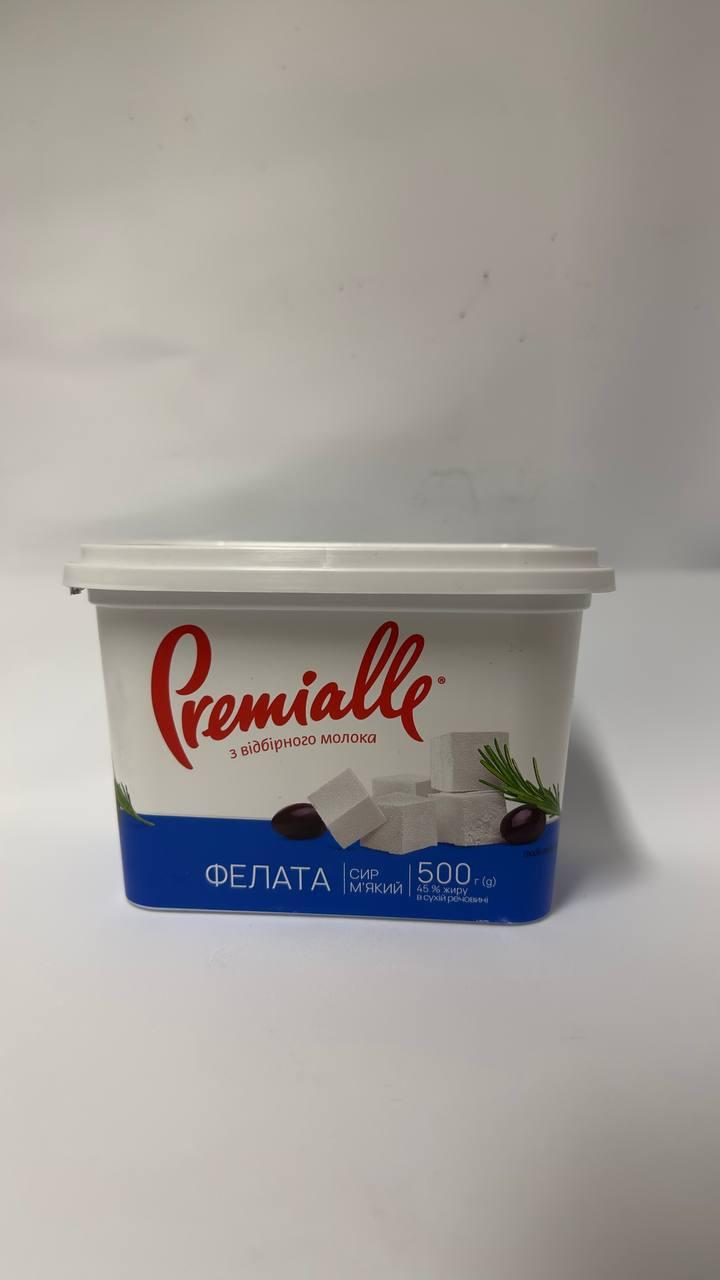 Premialle®
з відбірного молока
ФЕЛАТА
СИР
М'ЯКИЙ
500 г (g)
45 % жиру
в сухій речовині